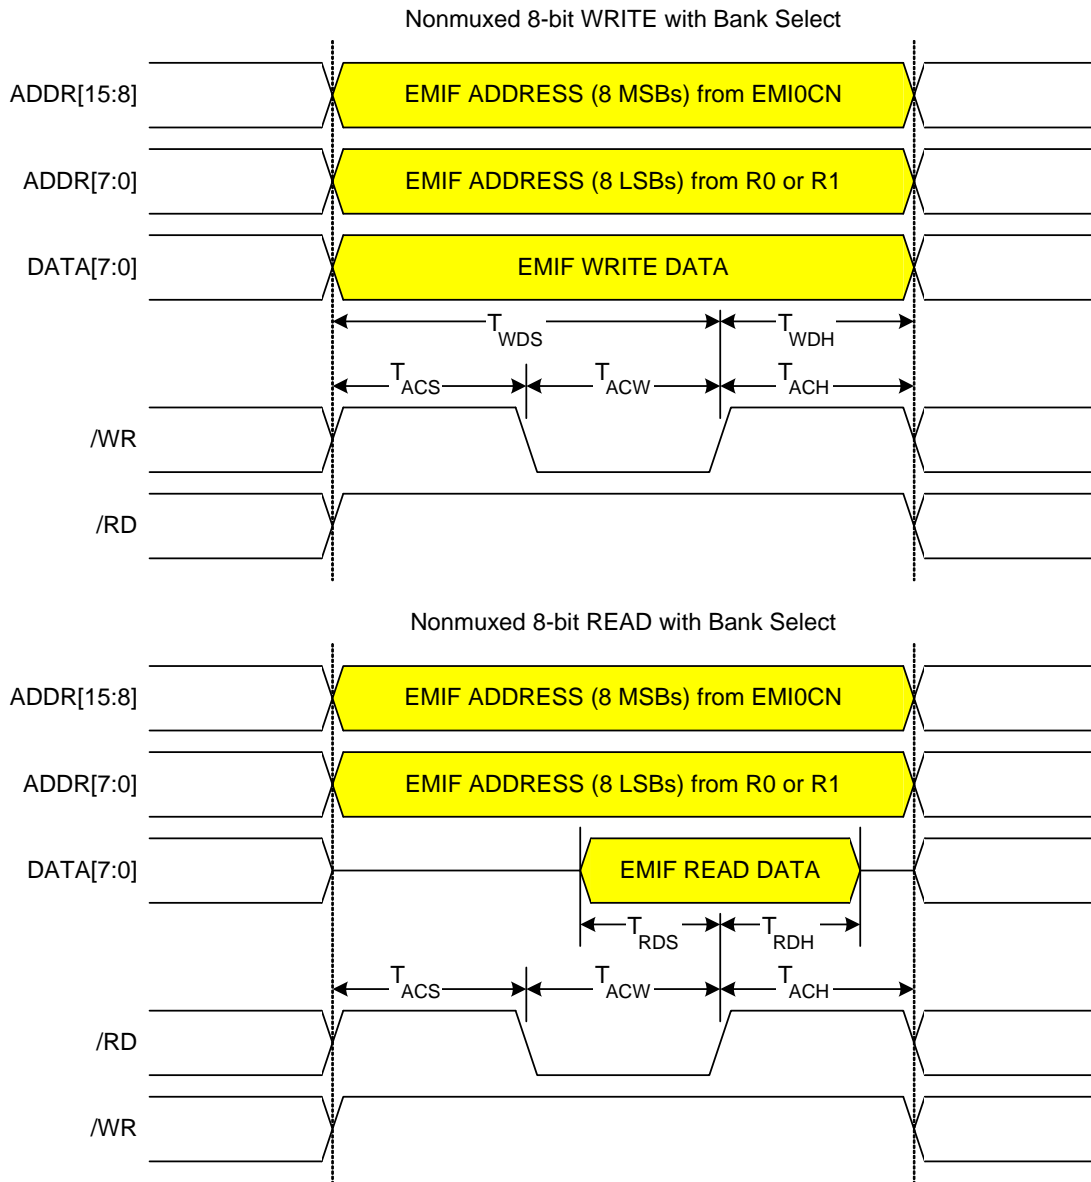 Nonmuxed 8-bit WRITE with Bank Select
ADDR[15:8] EMIF ADDRESS (8 MSBs) from EMI0CN
ADDR[7:0] EMIF ADDRESS (8 LSBs) from R0 or R1
DATA[7:0] EMIF WRITE DATA
TWDS TWDH
TACS TACW TACH
/WR
/RD
Nonmuxed 8-bit READ with Bank Select
ADDR[15:8] EMIF ADDRESS (8 MSBs) from EMI0CN
ADDR[7:0] EMIF ADDRESS (8 LSBs) from R0 or R1
DATA[7:0] EMIF READ DATA
TRDS TRDH
TACS TACW TACH
/RD
/WR